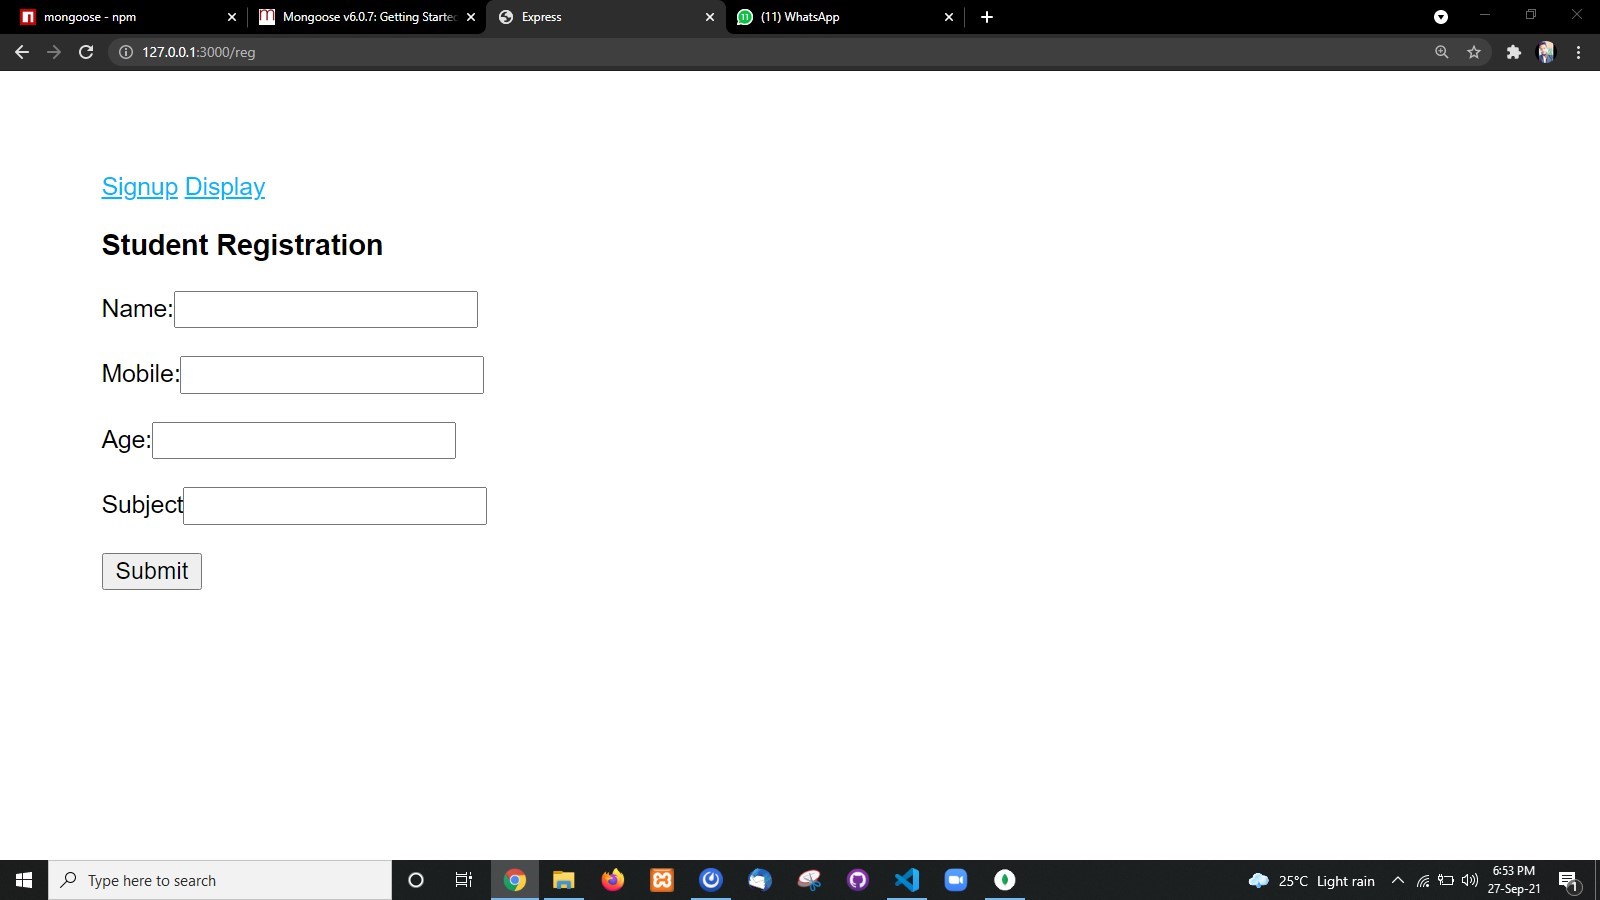 mongoose - npm
Mongoose v6.0.7: Getting Started
Express
(11) WhatsApp
127.0.0.1:3000/reg
Signup Display
Student Registration
Name:
Mobile:
Age:
Subject
Submit
Type here to search
25°C Light rain
6:53 PM
27-Sep-21
1